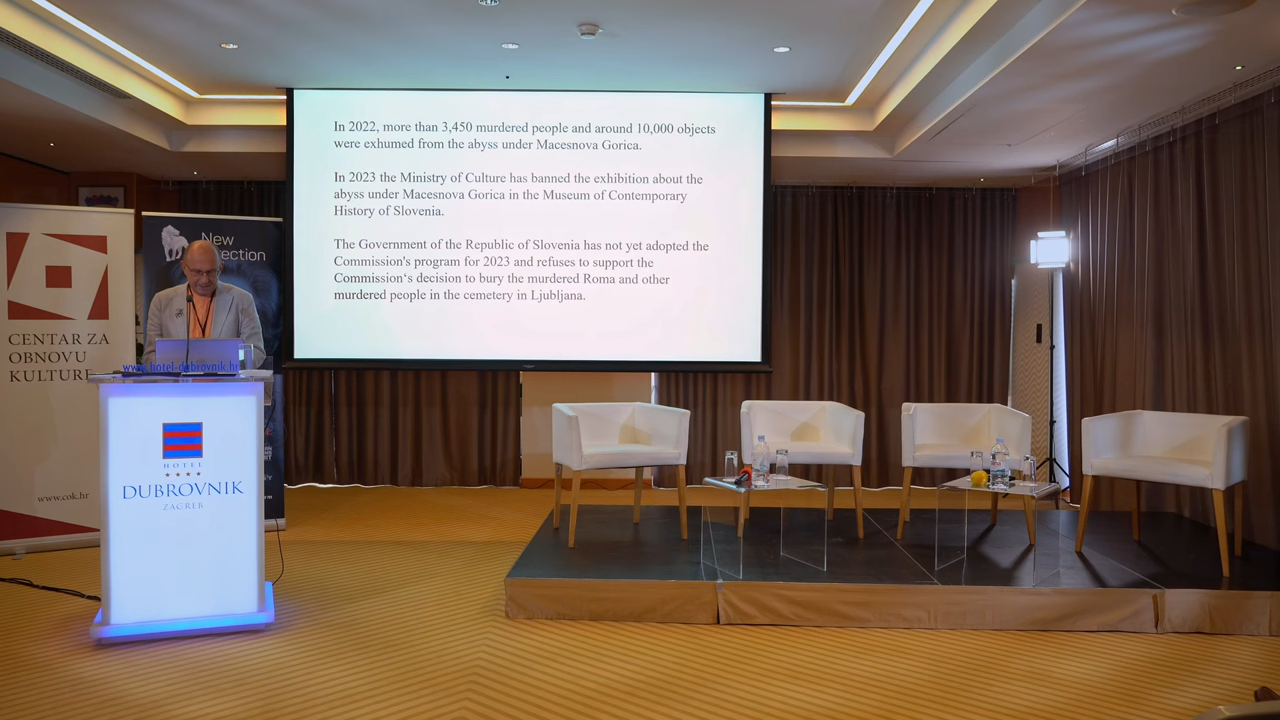 In 2022, more than 3,450 murdered people and around 10,000 objects
were exhumed from the abyss under Macesnova Gorica.
In 2023 the Ministry of Culture has banned the exhibition about the
abyss under Macesnova Gorica in the Museum of Contemporary
History of Slovenia.
The Government of the Republic of Slovenia has not yet adopted the
Commission's program for 2023 and refuses to support the
Commission‘s decision to bury the murdered Roma and other
murdered people in the cemetery in Ljubljana.
New
CENTAR ZA
OBNOVU
KULTURE
www.cok.hr
www.hotel-dubrovnik.hr
HOTEL
DUBROVNIK
ZAGREB